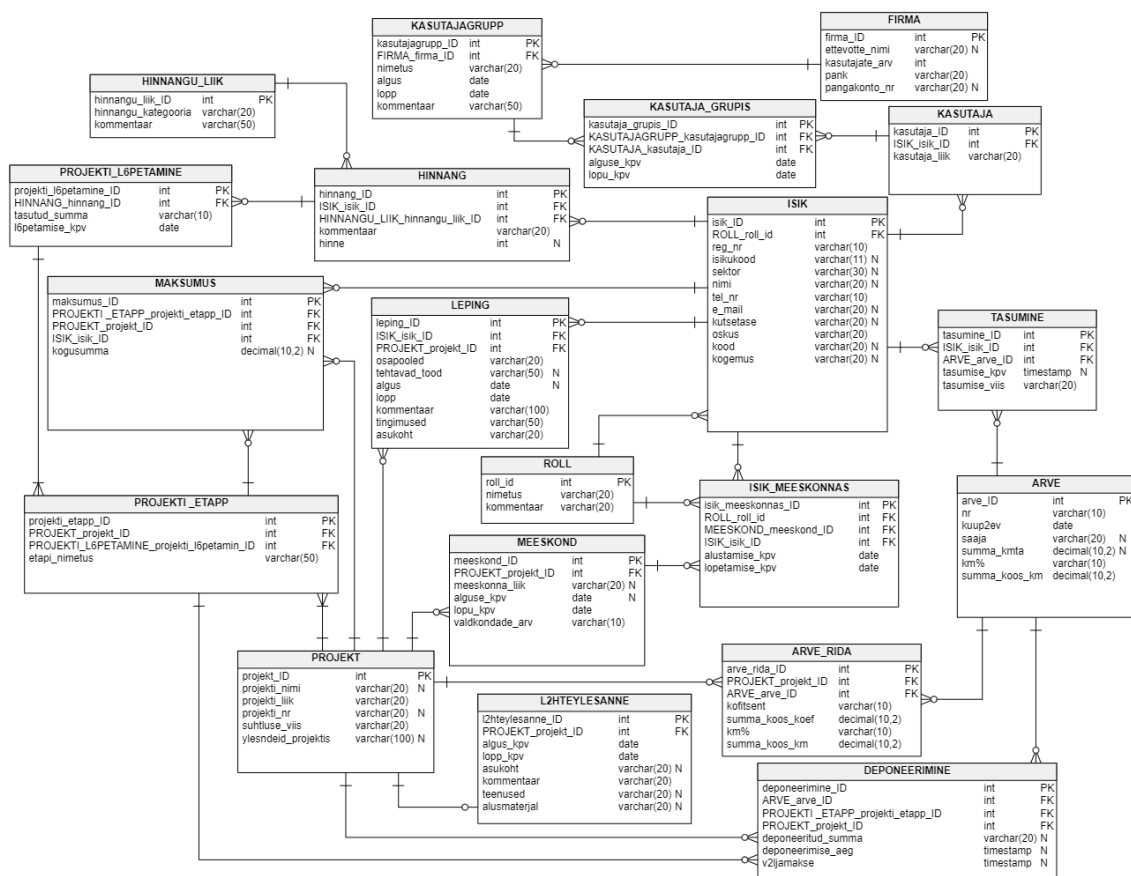 KASUTAJAGRUPP
kasutajagrupp_ID int PK
FIRMA_firma_ID int FK
nimetus varchar(20)
algus date
lopp date
kommentaar varchar(50)
FIRMA
firma_ID int PK
ettevotte_nimi varchar(20) N
kasutajate_arv int
pank varchar(20)
pangakonto_nr varchar(20) N
HINNANGU_LIIK
hinnangu_liik_ID int PK
hinnangu_kategooria varchar(20)
kommentaar varchar(50)
KASUTAJA_GRUPIS
kasutaja_grupis_ID int PK
KASUTAJAGRUPP_kasutajagrupp_ID int FK
KASUTAJA_kasutaja_ID int FK
alguse_kpv date
lopu_kpv date
KASUTAJA
kasutaja_ID int PK
ISIK_isik_ID int FK
kasutaja_liik varchar(20)
PROJEKTI_L6PETAMINE
projekti_l6petamine_ID int PK
HINNANG_hinnang_ID int FK
tasutud_summa varchar(10)
l6petamise_kpv date
HINNANG
hinnang_ID int PK
ISIK_isik_ID int FK
HINNANGU_LIIK_hinnangu_liik_ID int FK
kommentaar varchar(20)
hinne int N
ISIK
isik_ID int PK
ROLL_roll_id int FK
reg_nr varchar(10)
isikukood varchar(11) N
sektor varchar(30) N
nimi varchar(20) N
tel_nr varchar(10)
e_mail varchar(20) N
kutsetase varchar(20) N
oskus varchar(20)
kood varchar(20) N
kogemus varchar(20) N
MAKSUMUS
maksumus_ID int PK
PROJEKTI _ETAPP_projekti_etapp_ID int FK
PROJEKT_projekt_ID int FK
ISIK_isik_ID int FK
kogusumma decimal(10,2) N
LEPING
leping_ID int PK
ISIK_isik_ID int FK
PROJEKT_projekt_ID int FK
osapooled varchar(20)
tehtavad_tood varchar(50) N
algus date N
lopp date
kommentaar varchar(100)
tingimused varchar(50)
asukoht varchar(20)
TASUMINE
tasumine_ID int PK
ISIK_isik_ID int FK
ARVE_arve_ID int FK
tasumise_kpv timestamp N
tasumise_viis varchar(20)
ROLL
roll_id int PK
nimetus varchar(20)
kommentaar varchar(20)
ISIK_MEESKONNAS
isik_meeskonnas_ID int PK
ROLL_roll_id int FK
MEESKOND_meeskond_ID int FK
ISIK_isik_ID int FK
alustamise_kpv date
lopetamise_kpv date
ARVE
arve_ID int PK
nr varchar(10)
kuup2ev date
saaja varchar(20) N
summa_kmta decimal(10,2) N
km% varchar(10)
summa_koos_km decimal(10,2)
PROJEKTI _ETAPP
projekti_etapp_ID int PK
PROJEKT_projekt_ID int FK
PROJEKTI_L6PETAMINE_projekti_l6petamin_ID int FK
etapi_nimetus varchar(50)
MEESKOND
meeskond_ID int PK
PROJEKT_projekt_ID int FK
meeskonna_liik varchar(20) N
alguse_kpv date N
lopu_kpv date
valdkondade_arv varchar(10)
PROJEKT
projekt_ID int PK
projekti_nimi varchar(20) N
projekti_liik varchar(20)
projekti_nr varchar(20) N
suhtluse_viis varchar(20)
ylesndeid_projektis varchar(100) N
ARVE_RIDA
arve_rida_ID int PK
PROJEKT_projekt_ID int FK
ARVE_arve_ID int FK
kofitsent varchar(10)
summa_koos_koef decimal(10,2)
km% varchar(10)
summa_koos_km decimal(10,2)
L2HTEYLESANNE
l2hteylesanne_ID int PK
PROJEKT_projekt_ID int FK
algus_kpv date
lopp_kpv date
asukoht varchar(20) N
kommentaar varchar(20)
teenused varchar(20) N
alusmaterjal varchar(20) N
DEPONEERIMINE
deponeerimine_ID int PK
ARVE_arve_ID int FK
PROJEKTI _ETAPP_projekti_etapp_ID int FK
PROJEKT_projekt_ID int FK
deponeeritud_summa varchar(20) N
deponeerimise_aeg timestamp N
v2ljamakse timestamp N